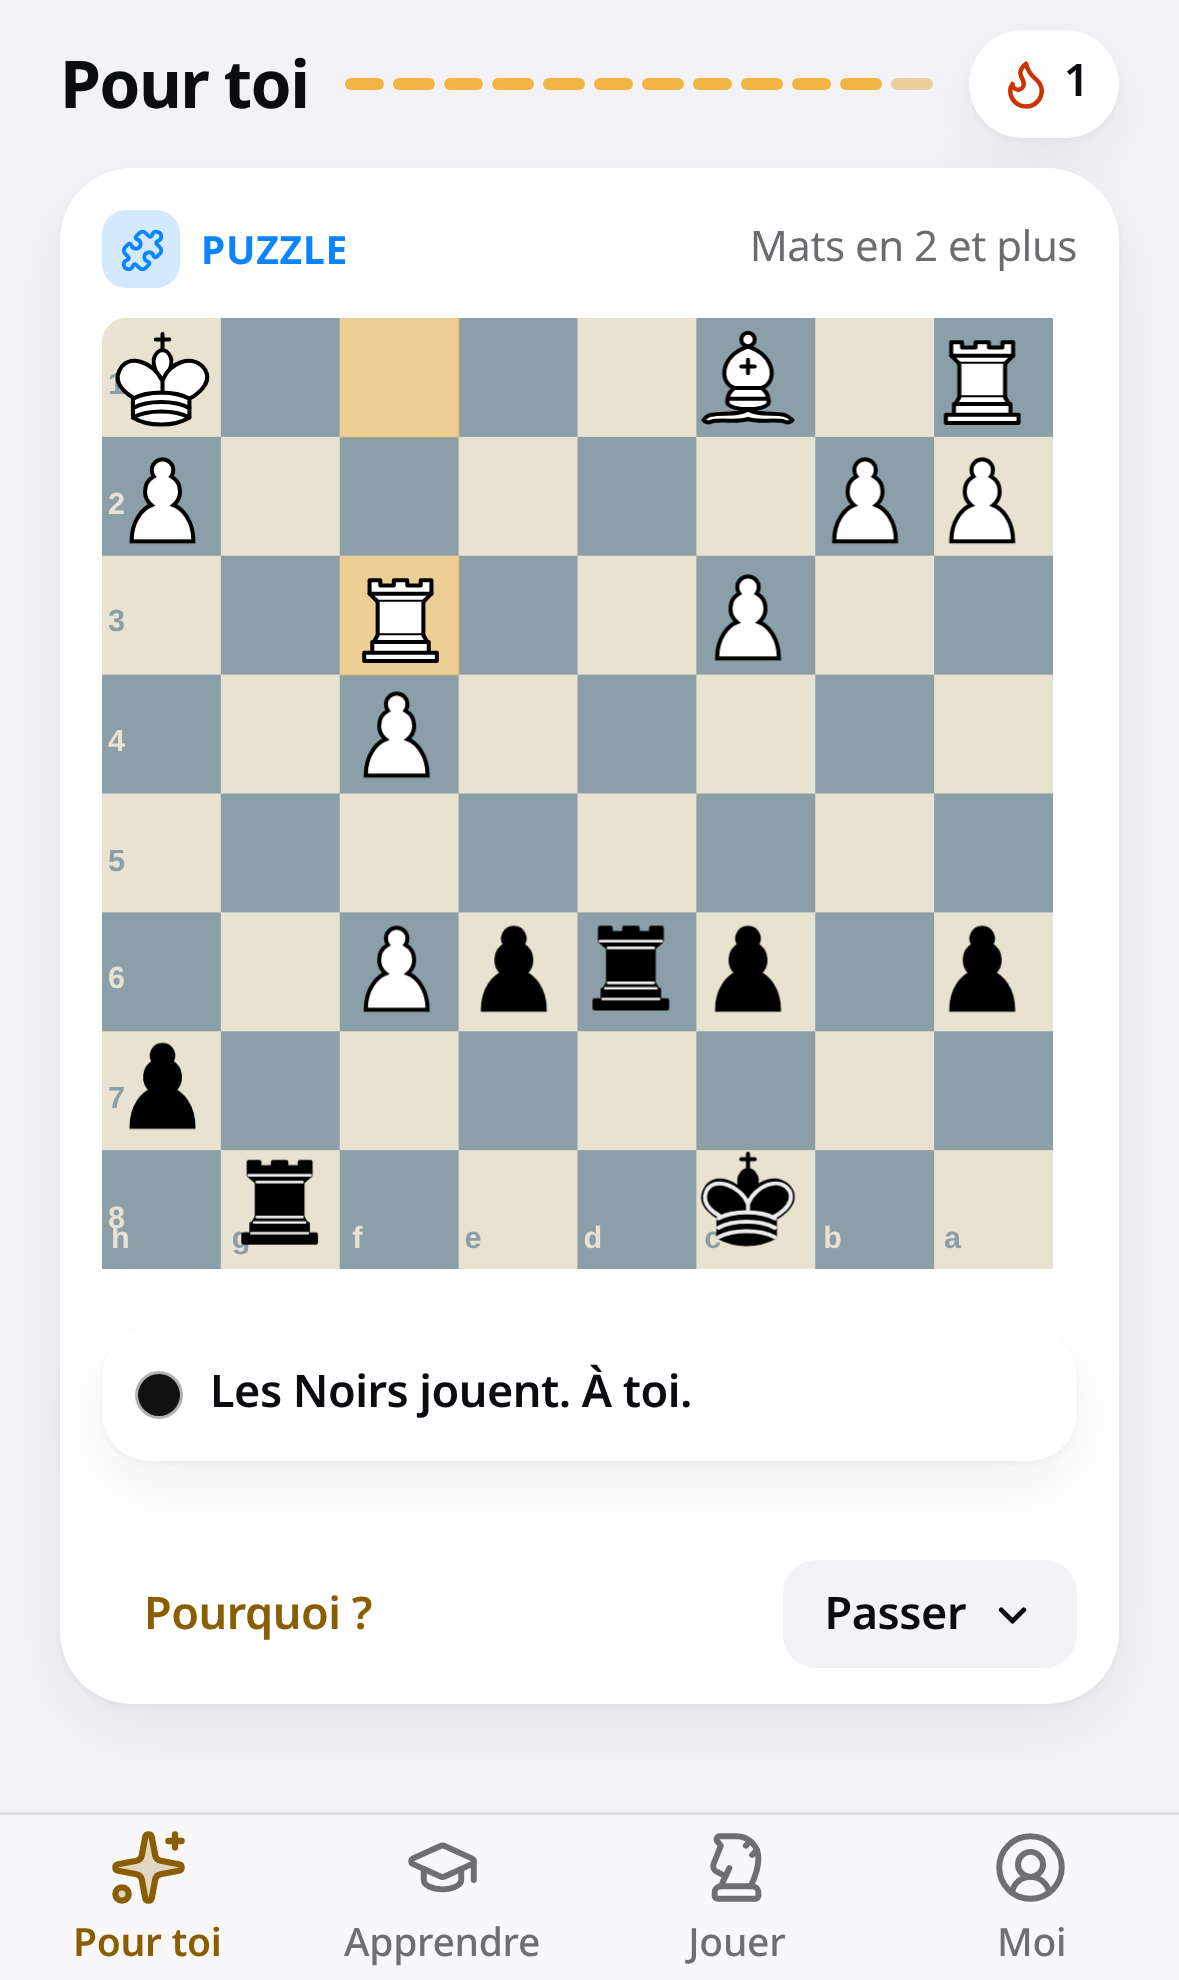 Pour toi
1
PUZZLE
Mats en 2 et plus
1
2
3
4
5
6
7
8
h g f e d c b a
Les Noirs jouent. À toi.
Pourquoi ?
Passer
Pour toi
Apprendre
Jouer
Moi